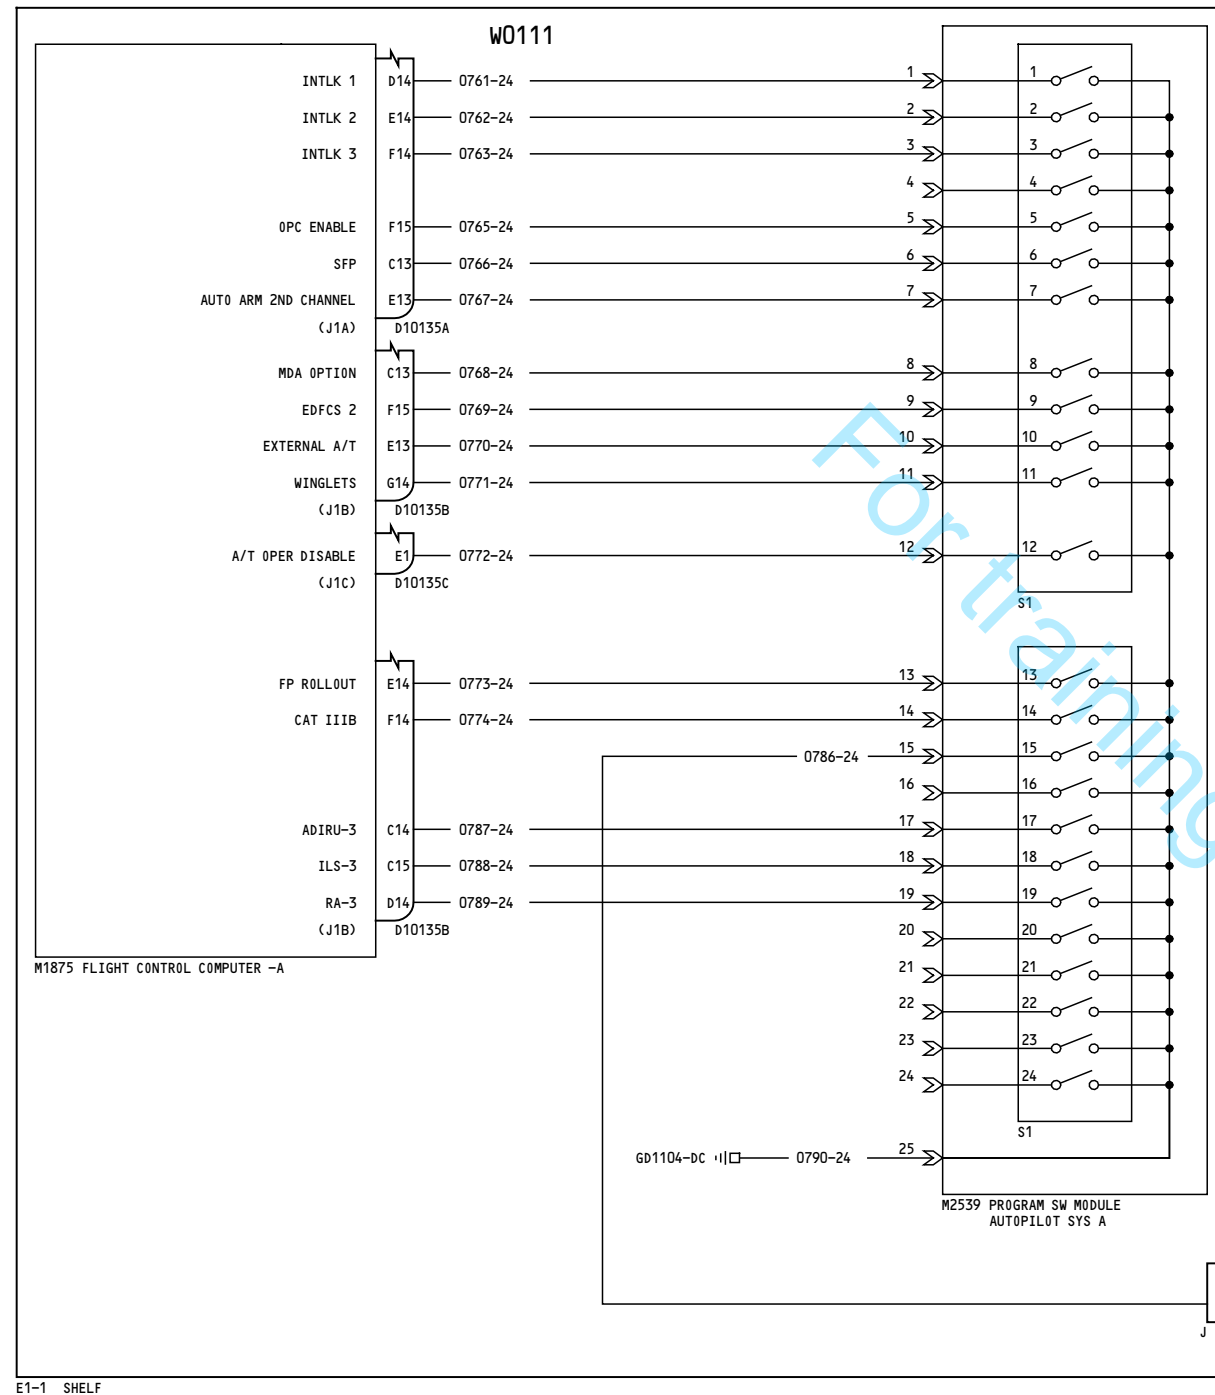 W0111
INTLK 1 D14 0761-24 1 1
INTLK 2 E14 0762-24 2 2
INTLK 3 F14 0763-24 3 3
4 4
OPC ENABLE F15 0765-24 5 5
SFP C13 0766-24 6 6
AUTO ARM 2ND CHANNEL E13 0767-24 7 7
(J1A) D10135A
MDA OPTION C13 0768-24 8 8
EDFCS 2 F15 0769-24 9 9
EXTERNAL A/T E13 0770-24 10 10
WINGLETS G14 0771-24 11 11
(J1B) D10135B
A/T OPER DISABLE E1 0772-24 12 12
(J1C) D10135C
S1
FP ROLLOUT E14 0773-24 13 13
CAT IIIB F14 0774-24 14 14
0786-24 15 15
16 16
ADIRU-3 C14 0787-24 17 17
ILS-3 C15 0788-24 18 18
RA-3 D14 0789-24 19 19
(J1B) D10135B
20 20
M1875 FLIGHT CONTROL COMPUTER -A
21 21
22 22
23 23
24 24
S1
GD1104-DC 0790-24 25
M2539 PROGRAM SW MODULE
AUTOPILOT SYS A
J
E1-1 SHELF
For training